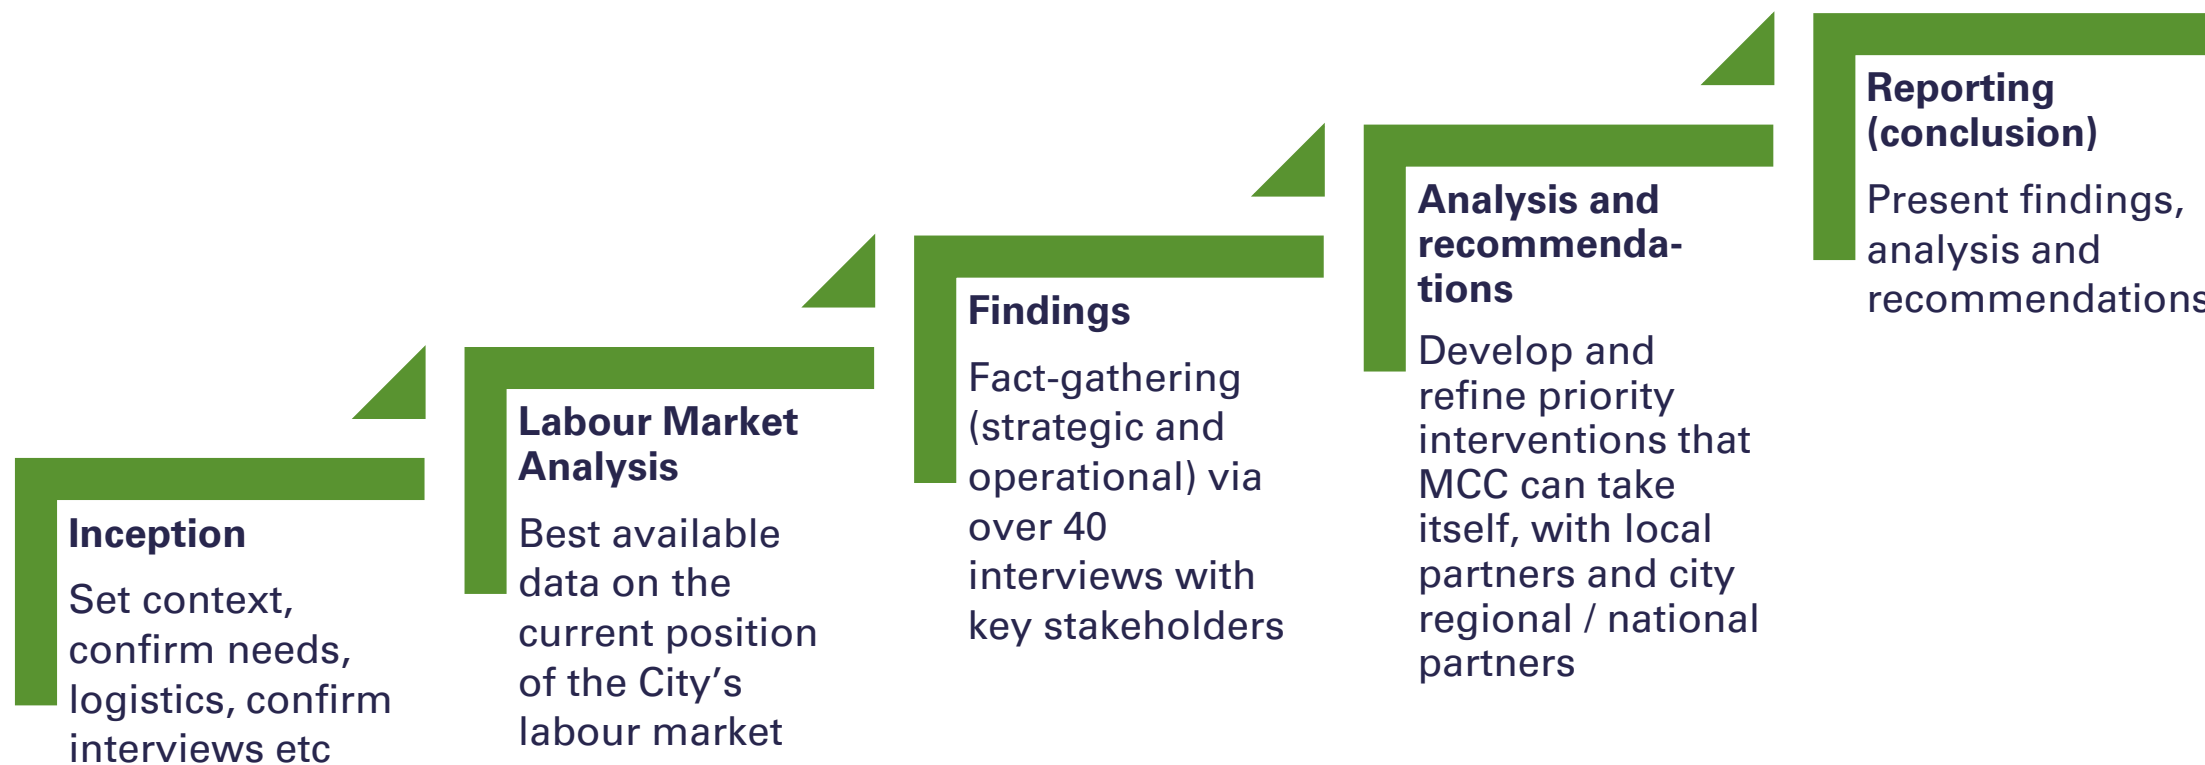 Inception
Set context,
confirm needs,
logistics, confirm
interviews etc
Labour Market
Analysis
Best available
data on the
current position
of the City’s
labour market
Findings
Fact-gathering
(strategic and
operational) via
over 40
interviews with
key stakeholders
Analysis and
recommenda-
tions
Develop and
refine priority
interventions that
MCC can take
itself, with local
partners and city
regional / national
partners
Reporting
(conclusion)
Present findings,
analysis and
recommendations